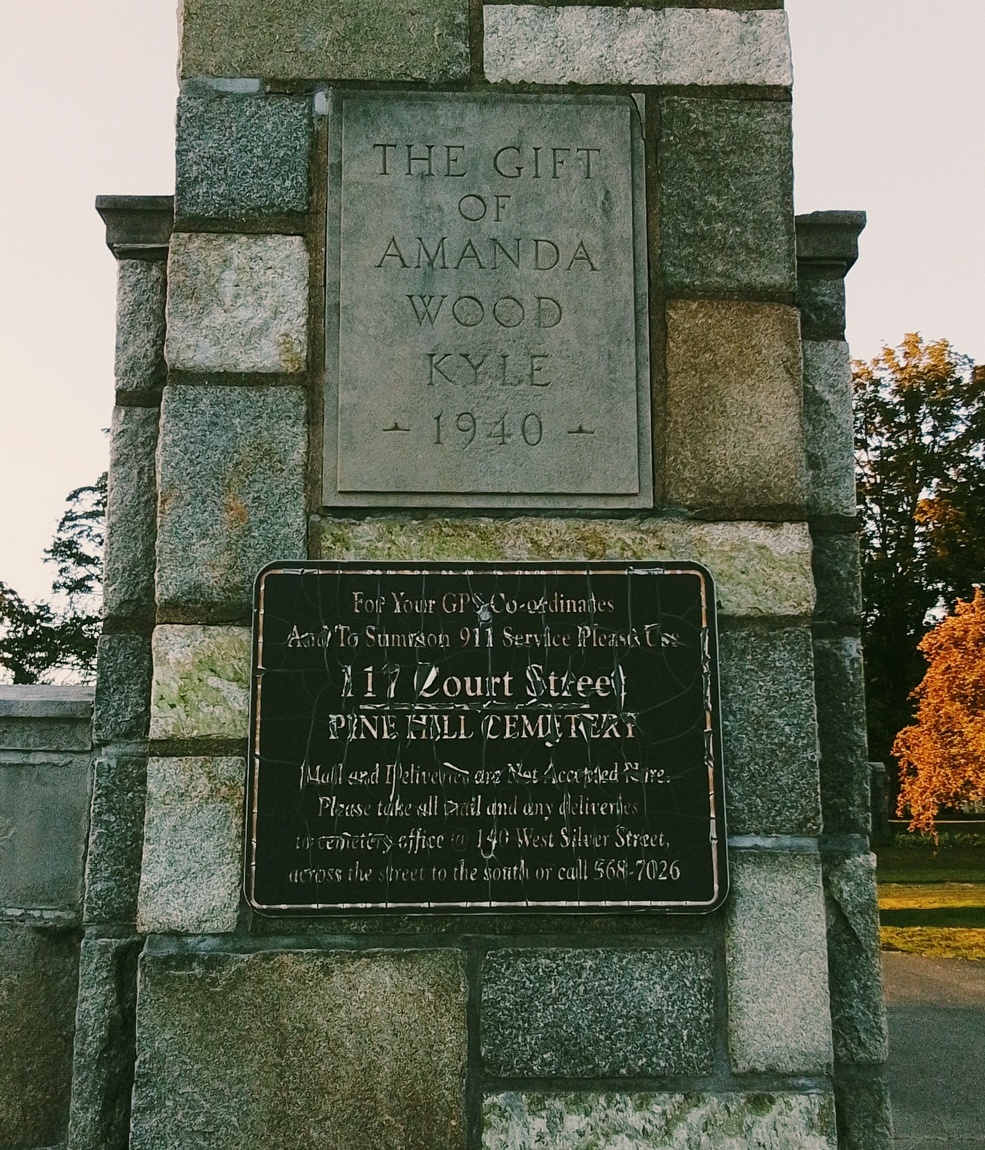 THE GIFT
OF
AMANDA
WOOD
KYLE
1940
For Your GPS Co-ordinates
And To Summon 911 Service Please Use
117 Court Street
PINE HILL CEMETERY
Mail and Deliveries are Not Accepted Here.
Please take all mail and any deliveries
to cemetery office @ 140 West Silver Street,
across the street to the south or call 568-7026